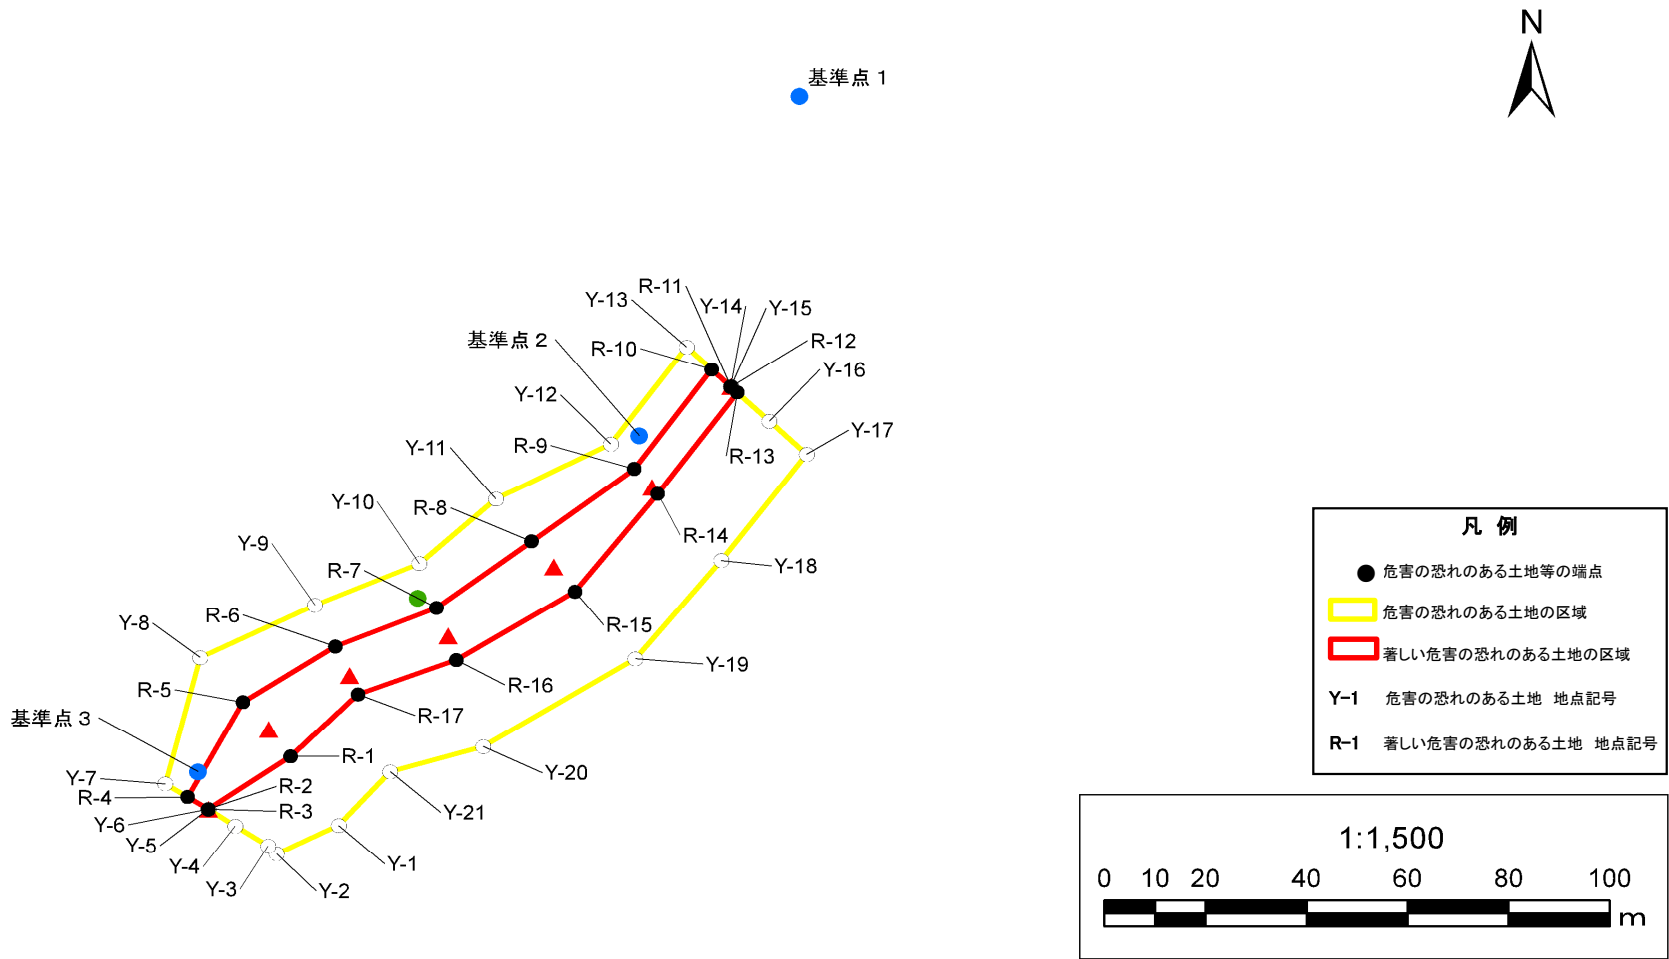 N
基準点 1
R-11
Y-13
Y-14
Y-15
基準点 2
R-10
R-12
Y-16
Y-12
Y-17
Y-11
R-9
R-13
Y-10
R-8
R-14
Y-9
R-7
Y-18
Y-8
R-6
R-15
Y-19
R-5
R-16
基準点 3
R-17
R-1
Y-7
R-4
R-2
Y-20
R-3
Y-6
Y-21
Y-5
Y-4
Y-1
Y-3
Y-2
凡 例
危害の恐れのある土地等の端点
危害の恐れのある土地の区域
著しい危害の恐れのある土地の区域
Y-1 危害の恐れのある土地 地点記号
R-1 著しい危害の恐れのある土地 地点記号
1:1,500
0 10 20 40 60 80 100
m